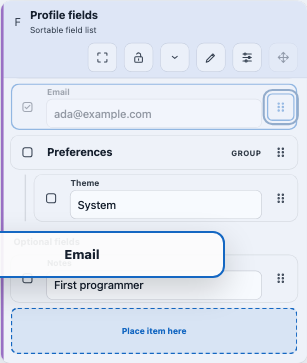 F
Profile fields
Sortable field list
Email
ada@example.com
Preferences
GROUP
Theme
System
Optional fields
Email
First programmer
Place item here